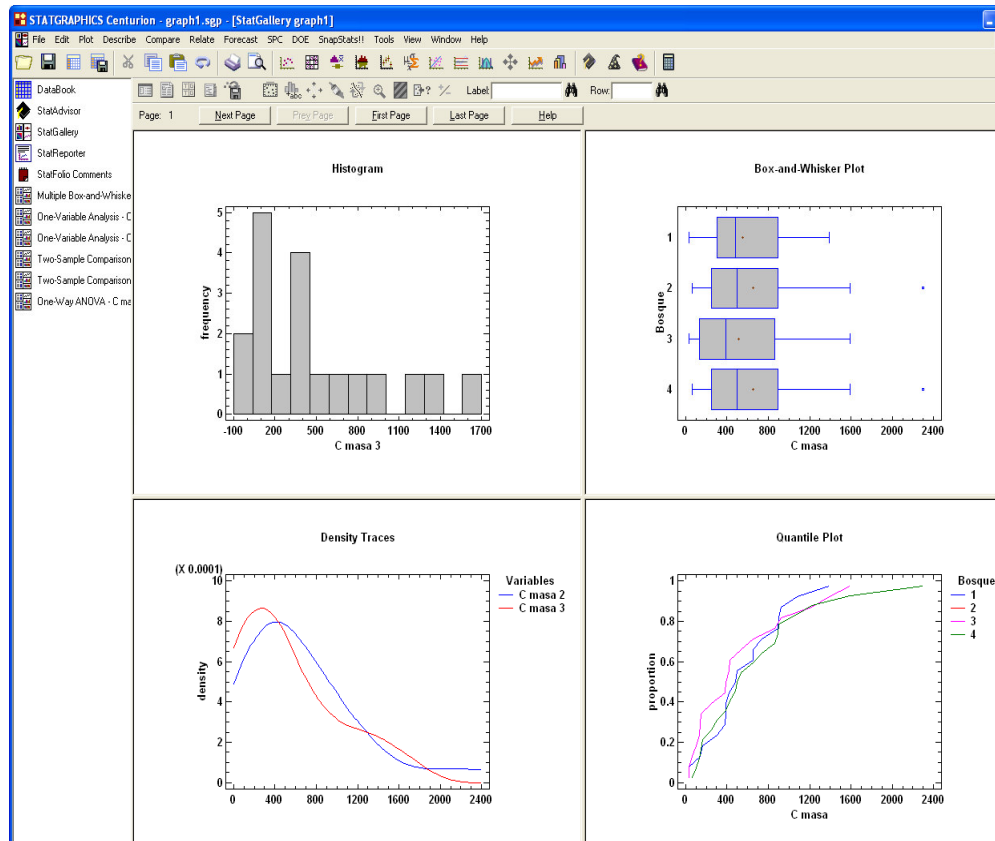 STATGRAPHICS Centurion - graph1.sgp - [StatGallery graph1]
File Edit Plot Describe Compare Relate Forecast SPC DOE SnapStats!! Tools View Window Help
Label: Row:
Page: 1 Next Page Prev Page First Page Last Page Help
DataBook
StatAdvisor
StatGallery
StatReporter
StatFolio Comments
Multiple Box-and-Whiske
One-Variable Analysis - C
One-Variable Analysis - C
Two-Sample Comparison
Two-Sample Comparison
One-Way ANOVA - C ma
Histogram
frequency
5
4
3
2
1
0
-100 200 500 800 1100 1400 1700
C masa 3
Box-and-Whisker Plot
Bosque
1
2
3
4
0 400 800 1200 1600 2000 2400
C masa
Density Traces
(X 0.0001)
density
10
8
6
4
2
0
0 400 800 1200 1600 2000 2400
Variables
C masa 2
C masa 3
Quantile Plot
proportion
1
0.8
0.6
0.4
0.2
0
0 400 800 1200 1600 2000 2400
C masa
Bosque
1
2
3
4